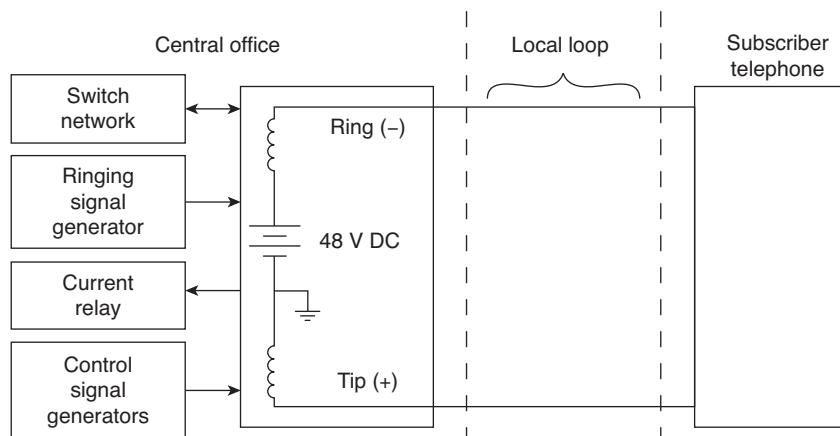 Central office
Local loop
Subscriber
telephone
Switch
network
Ring (−)
Ringing
signal
generator
48 V DC
Current
relay
Control
signal
generators
Tip (+)